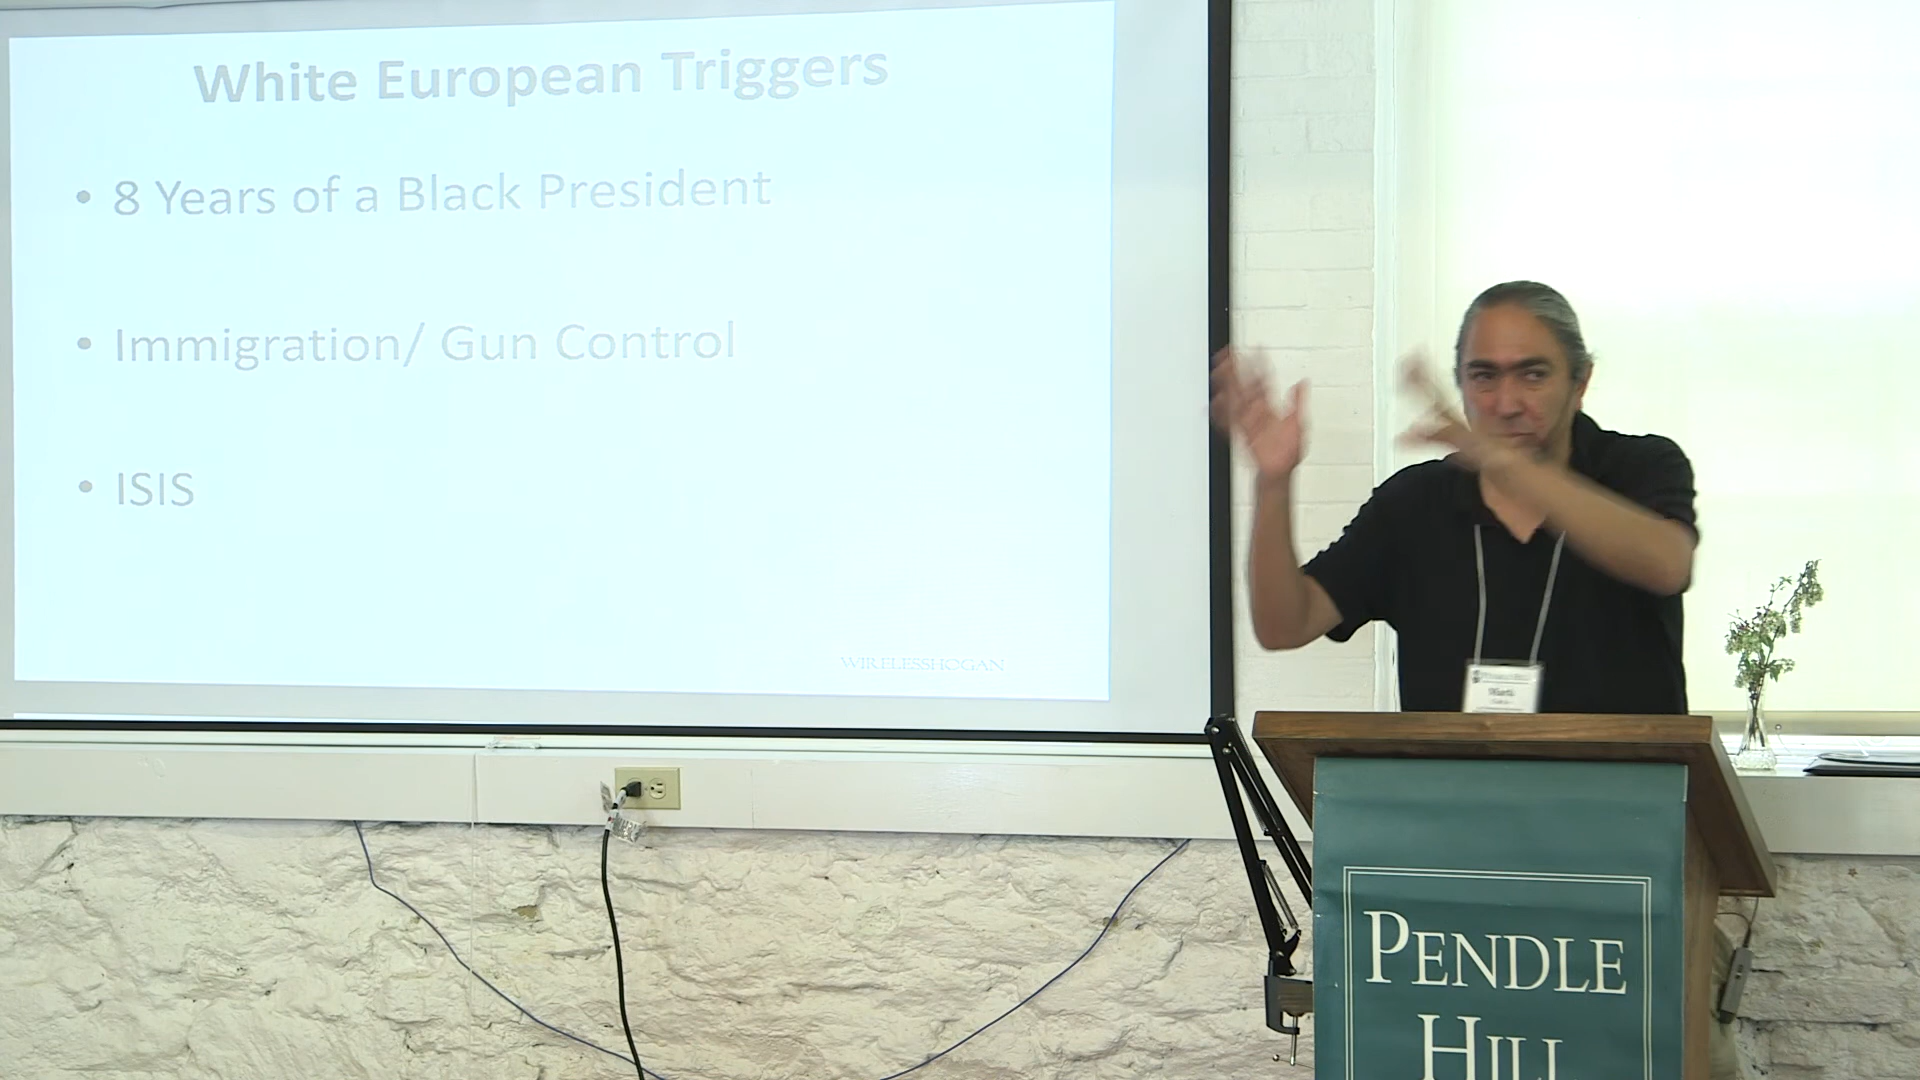 White European Triggers
• 8 Years of a Black President
• Immigration/ Gun Control
• ISIS
WIRELESSHOGAN
PENDLE
HILL